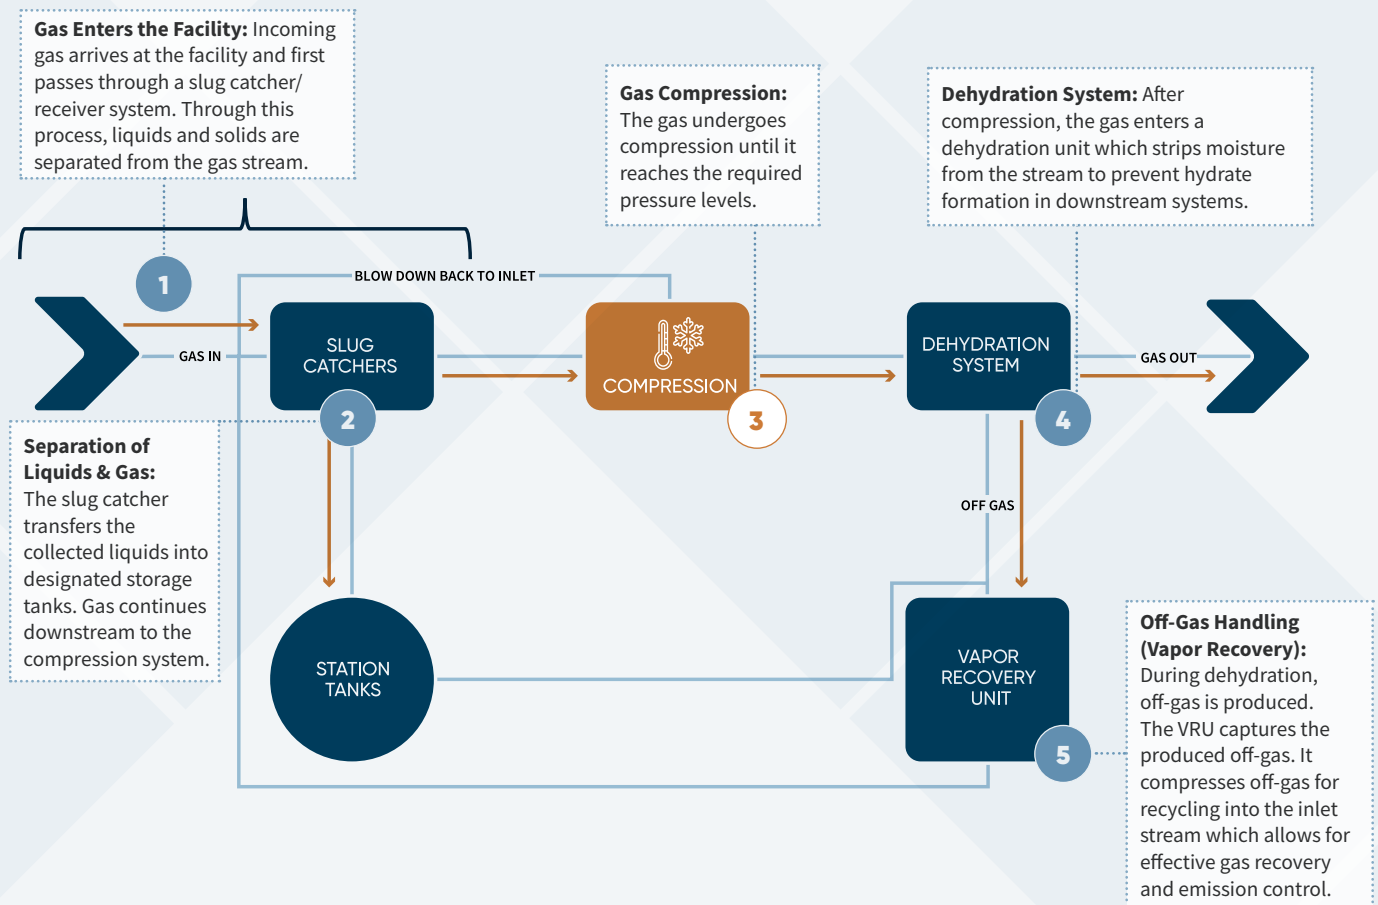 Gas Enters the Facility: Incoming
gas arrives at the facility and first
passes through a slug catcher/
receiver system. Through this
process, liquids and solids are
separated from the gas stream.
Gas Compression:
The gas undergoes
compression until it
reaches the required
pressure levels.
Dehydration System: After
compression, the gas enters a
dehydration unit which strips moisture
from the stream to prevent hydrate
formation in downstream systems.
1
BLOW DOWN BACK TO INLET
GAS IN
SLUG
CATCHERS
2
COMPRESSION
3
DEHYDRATION
SYSTEM
4
GAS OUT
Separation of
Liquids & Gas:
The slug catcher
transfers the
collected liquids into
designated storage
tanks. Gas continues
downstream to the
compression system.
OFF GAS
STATION
TANKS
VAPOR
RECOVERY
UNIT
5
Off-Gas Handling
(Vapor Recovery):
During dehydration,
off-gas is produced.
The VRU captures the
produced off-gas. It
compresses off-gas for
recycling into the inlet
stream which allows for
effective gas recovery
and emission control.